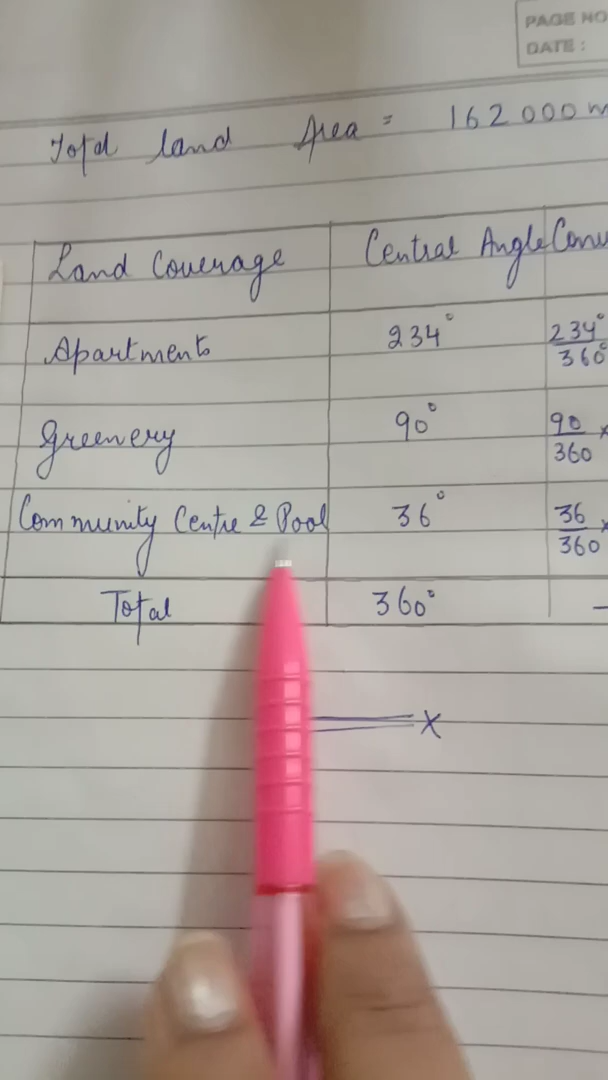 PAGE NO
DATE :
Total land Area = 162000 m
Land Coverage Central Angle Conv
Apartments 234° 234°/360°
Greenery 90° 90/360 ×
Community Centre & Pool 36° 36/360 ×
Total 360° –